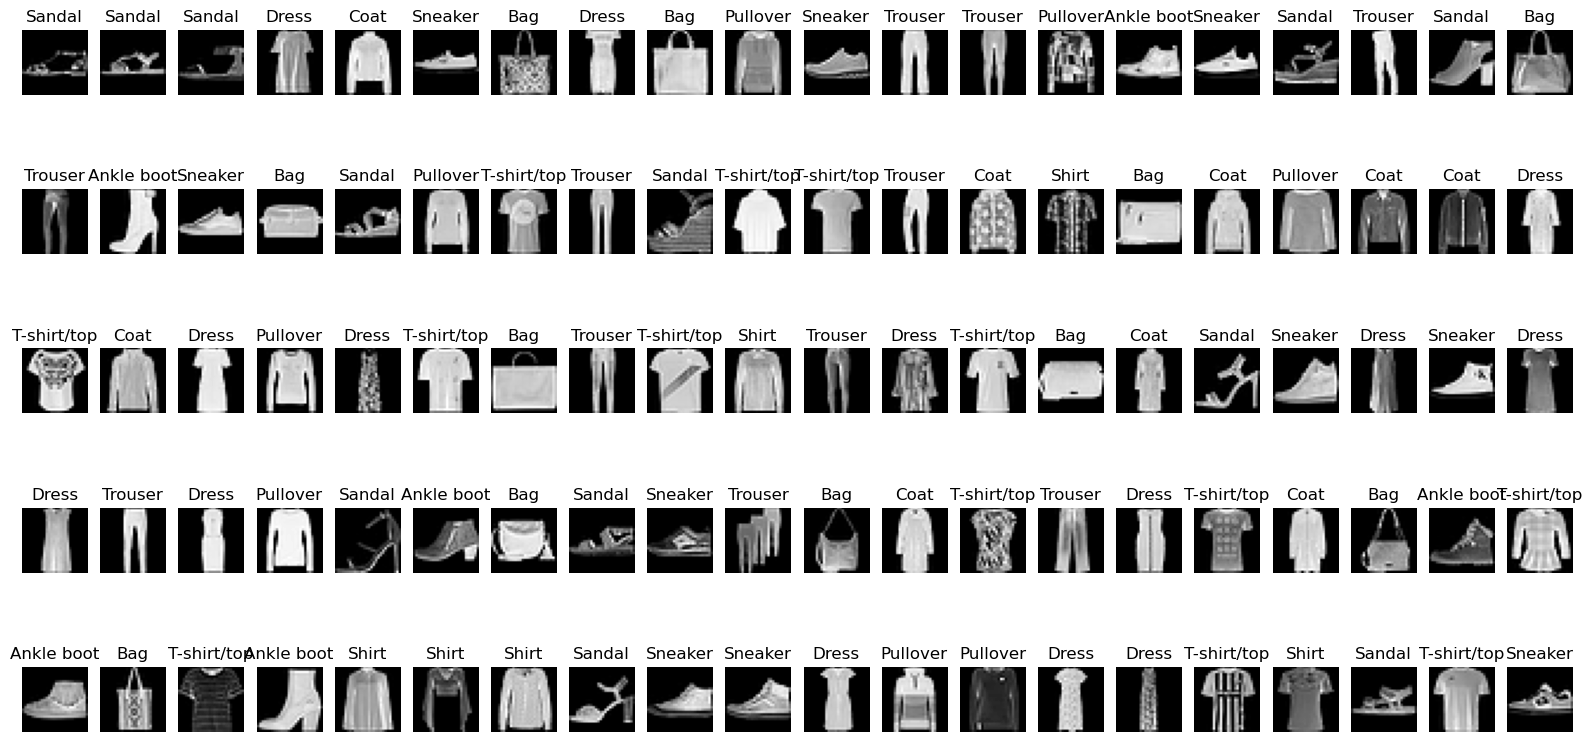 Sandal Sandal Sandal Dress Coat Sneaker Bag Dress Bag Pullover Sneaker Trouser Trouser Pullover Ankle boot Sneaker Sandal Trouser Sandal Bag
Trouser Ankle boot Sneaker Bag Sandal Pullover T-shirt/top Trouser Sandal T-shirt/top T-shirt/top Trouser Coat Shirt Bag Coat Pullover Coat Coat Dress
T-shirt/top Coat Dress Pullover Dress T-shirt/top Bag Trouser T-shirt/top Shirt Trouser Dress T-shirt/top Bag Coat Sandal Sneaker Dress Sneaker Dress
Dress Trouser Dress Pullover Sandal Ankle boot Bag Sandal Sneaker Trouser Bag Coat T-shirt/top Trouser Dress T-shirt/top Coat Bag Ankle boot T-shirt/top
Ankle boot Bag T-shirt/top Ankle boot Shirt Shirt Shirt Sandal Sneaker Sneaker Dress Pullover Pullover Dress Dress T-shirt/top Shirt Sandal T-shirt/top Sneaker